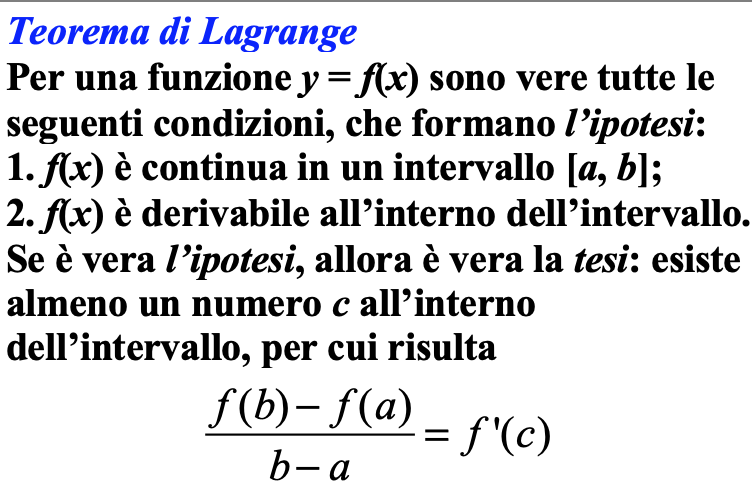 Teorema di Lagrange
Per una funzione y = f(x) sono vere tutte le
seguenti condizioni, che formano l’ipotesi:
1. f(x) è continua in un intervallo [a, b];
2. f(x) è derivabile all’interno dell’intervallo.
Se è vera l’ipotesi, allora è vera la tesi: esiste
almeno un numero c all’interno
dell’intervallo, per cui risulta
f(b) – f(a)
= f'(c)
b – a